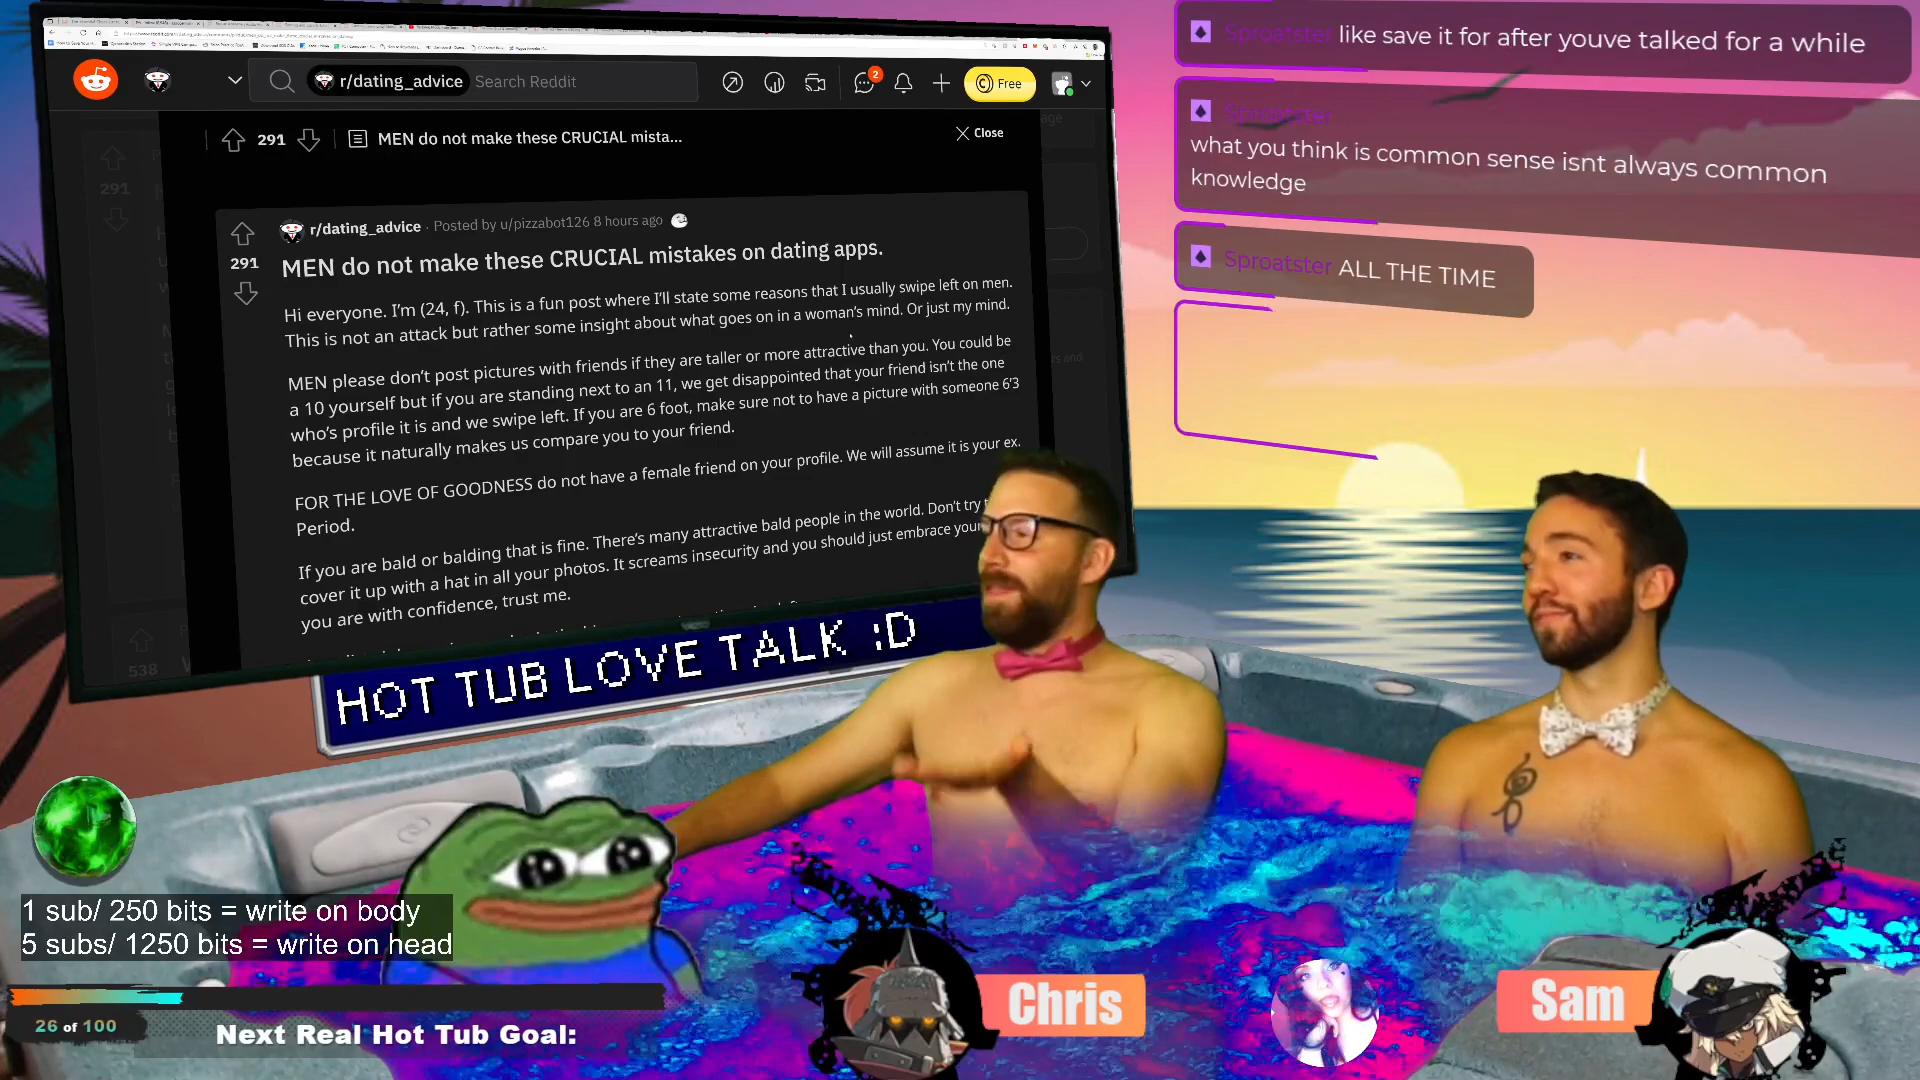 r/dating_advice
Search Reddit
2
Free
291
MEN do not make these CRUCIAL mista...
Close
291
r/dating_advice · Posted by u/pizzabot126 8 hours ago
291
MEN do not make these CRUCIAL mistakes on dating apps.
Hi everyone. I'm (24, f). This is a fun post where I'll state some reasons that I usually swipe left on men.
This is not an attack but rather some insight about what goes on in a woman's mind. Or just my mind.
MEN please don't post pictures with friends if they are taller or more attractive than you. You could be
a 10 yourself but if you are standing next to an 11, we get disappointed that your friend isn't the one
who's profile it is and we swipe left. If you are 6 foot, make sure not to have a picture with someone 6'3
because it naturally makes us compare you to your friend.
FOR THE LOVE OF GOODNESS do not have a female friend on your profile. We will assume it is your ex.
Period.
If you are bald or balding that is fine. There's many attractive bald people in the world. Don't try
cover it up with a hat in all your photos. It screams insecurity and you should just embrace
you are with confidence, trust me.
538
HOT TUB LOVE TALK :D
Sproatster like save it for after youve talked for a while
Sproatster
what you think is common sense isnt always common
knowledge
Sproatster ALL THE TIME
1 sub/ 250 bits = write on body
5 subs/ 1250 bits = write on head
26 of 100
Next Real Hot Tub Goal:
Chris
Sam